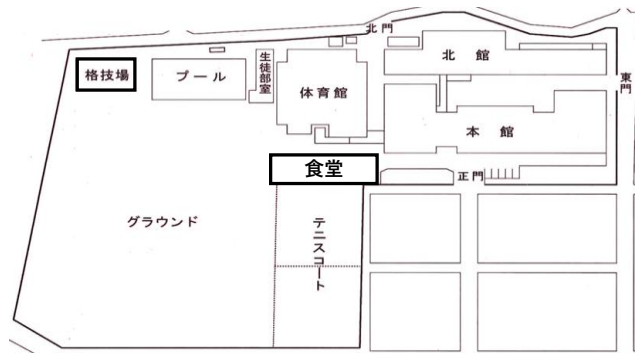 北門
格技場
プール
生徒部室
体育館
北館
東門
本館
食堂
正門
グラウンド
テニスコート